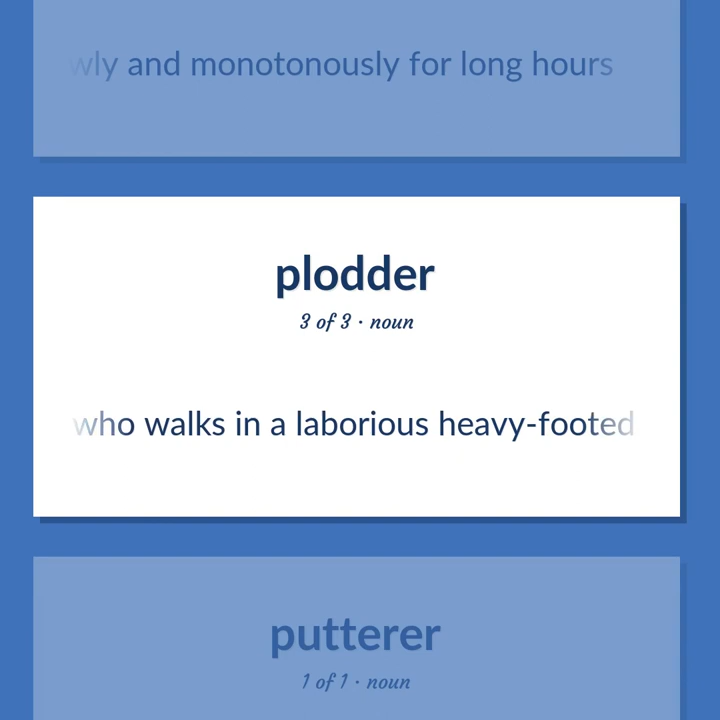 wly and monotonously for long hours
plodder
3 of 3 · noun
who walks in a laborious heavy-footed
putterer
1 of 1 · noun